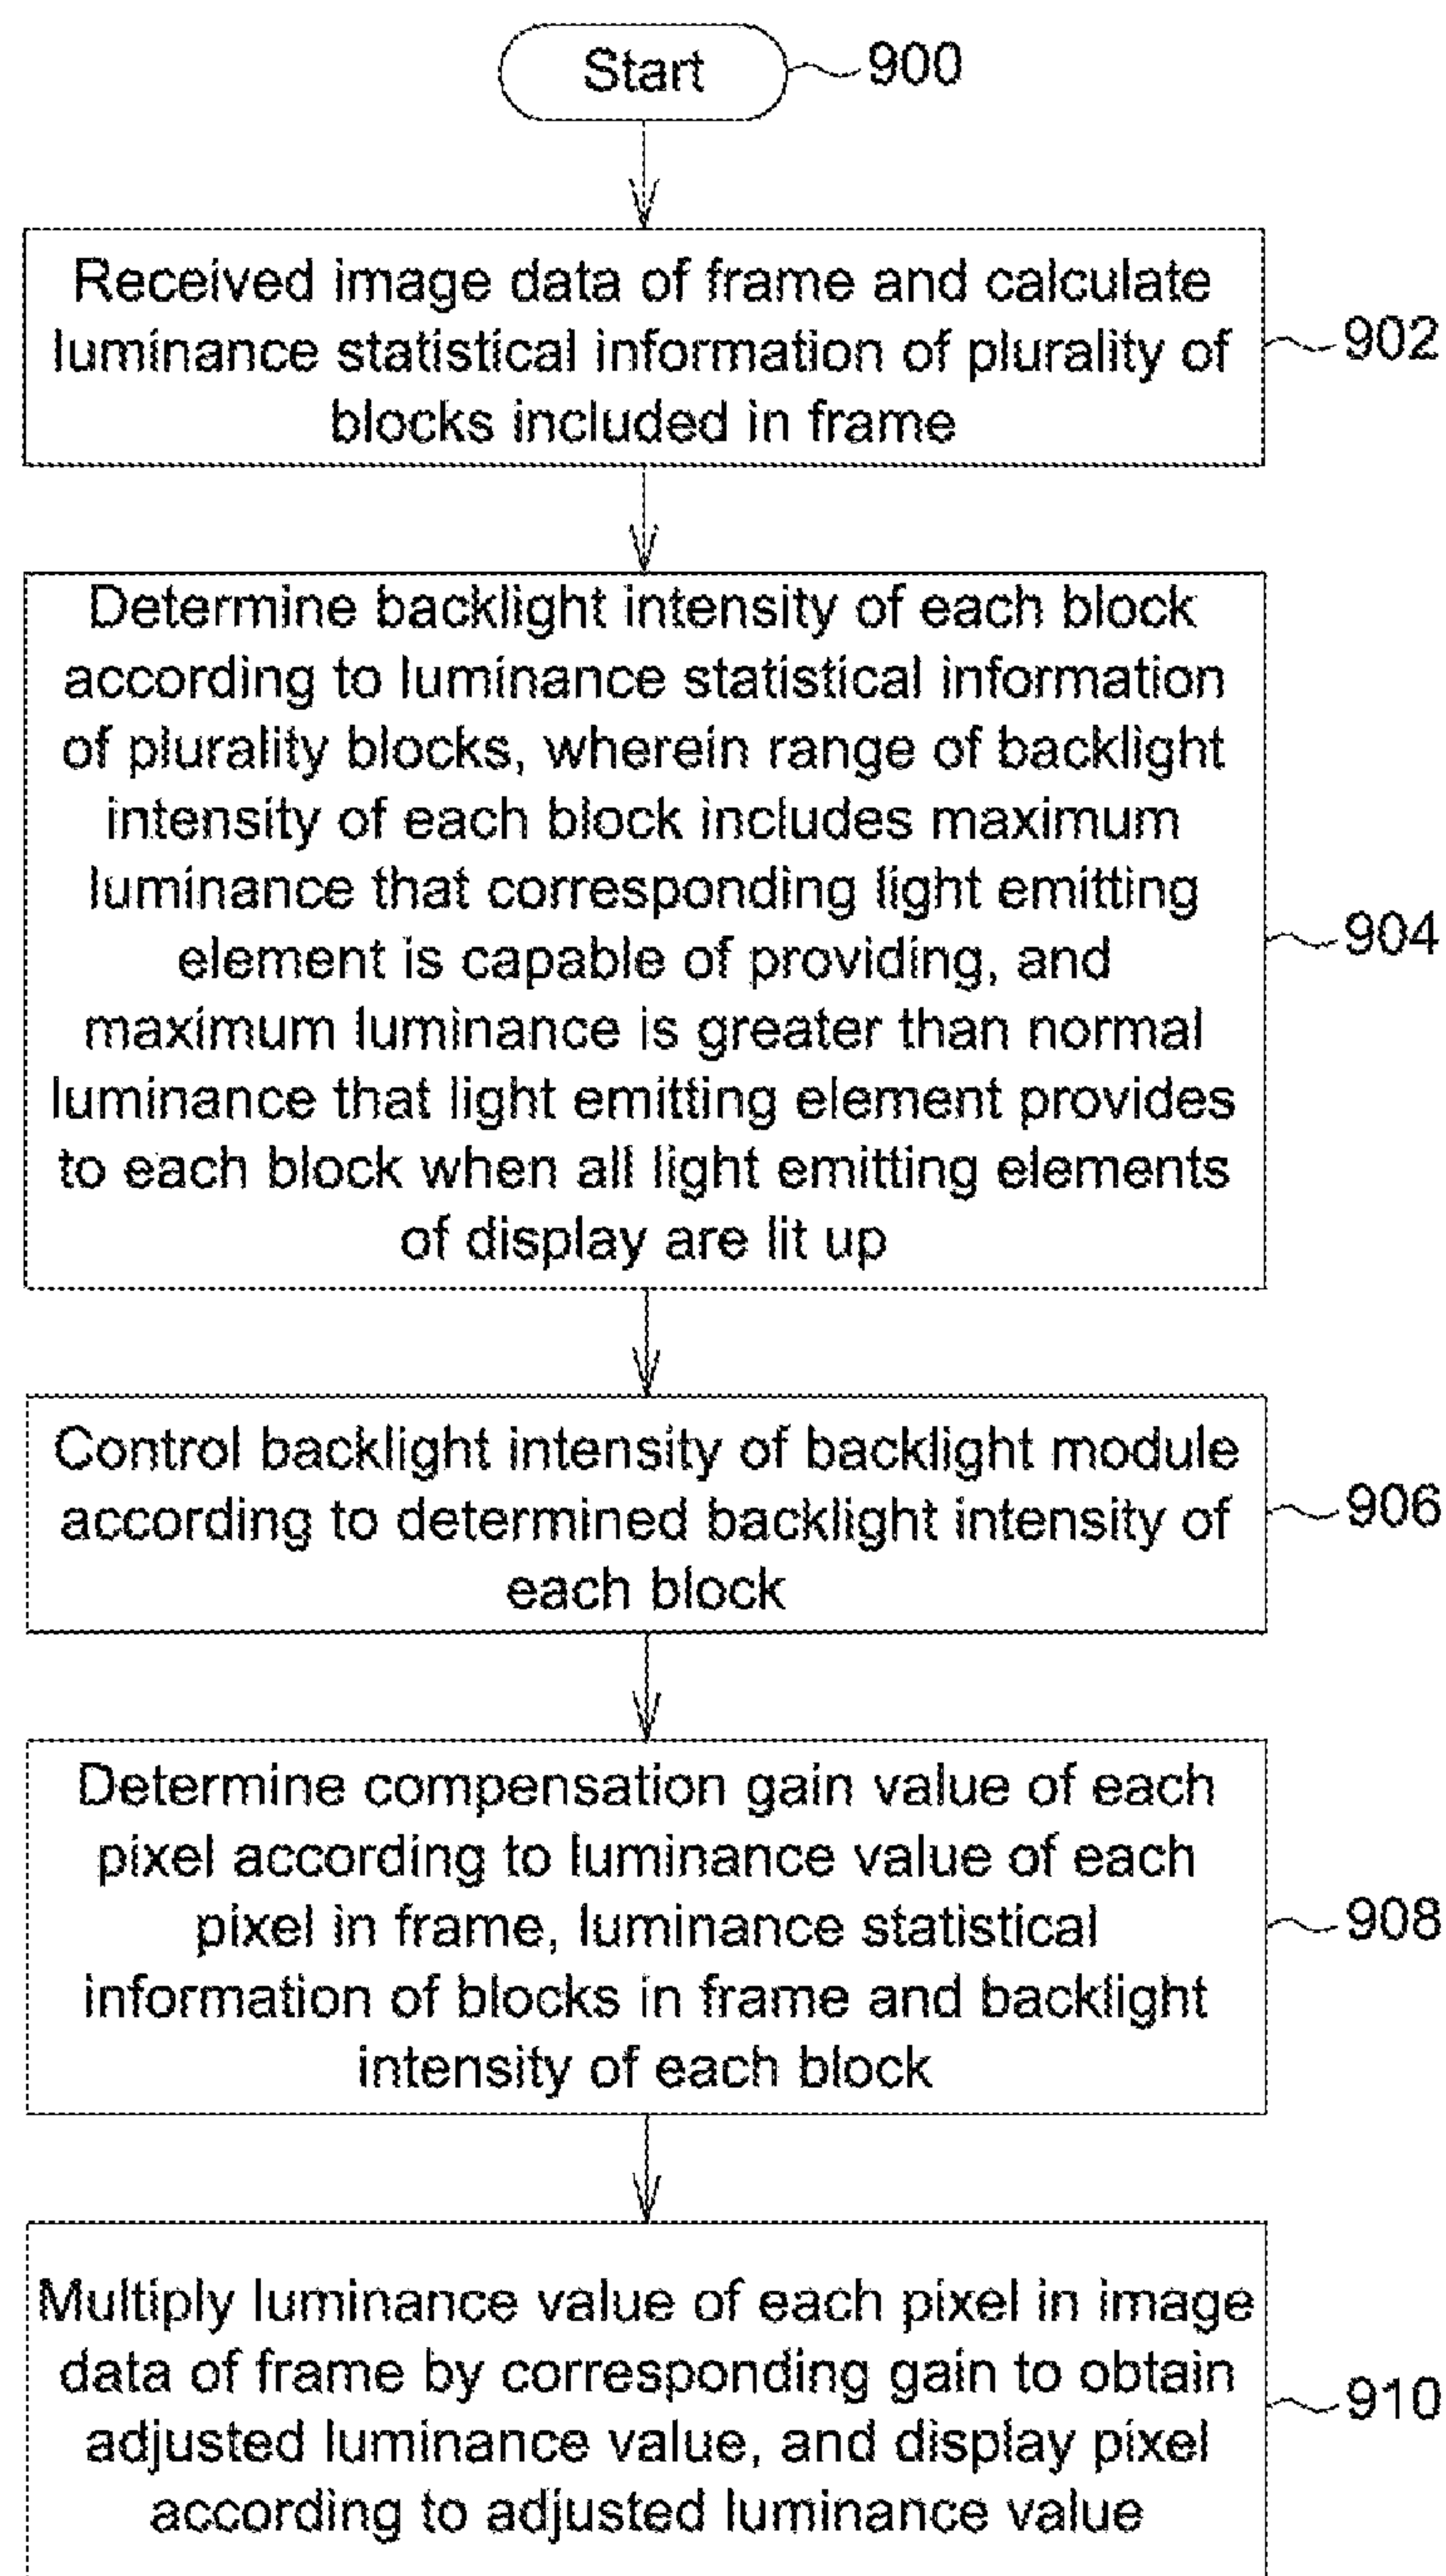 Start
900
Received image data of frame and calculate
luminance statistical information of plurality of
blocks included in frame
902
Determine backlight intensity of each block
according to luminance statistical information
of plurality blocks, wherein range of backlight
intensity of each block includes maximum
luminance that corresponding light emitting
element is capable of providing, and
maximum luminance is greater than normal
luminance that light emitting element provides
to each block when all light emitting elements
of display are lit up
904
Control backlight intensity of backlight module
according to determined backlight intensity of
each block
906
Determine compensation gain value of each
pixel according to luminance value of each
pixel in frame, luminance statistical
information of blocks in frame and backlight
intensity of each block
908
Multiply luminance value of each pixel in image
data of frame by corresponding gain to obtain
adjusted luminance value, and display pixel
according to adjusted luminance value
910